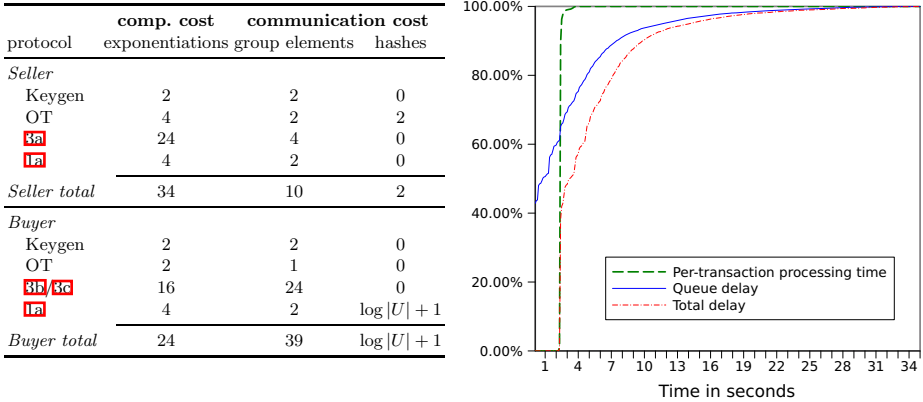 comp. cost communication cost
protocol exponentiations group elements hashes
Seller
Keygen 2 2 0
OT 4 2 2
3a 24 4 0
1a 4 2 0
Seller total 34 10 2
Buyer
Keygen 2 2 0
OT 2 1 0
3b/3c 16 24 0
1a 4 2 log |U| + 1
Buyer total 24 39 log |U| + 1
100.00%
80.00%
60.00%
40.00%
20.00%
0.00%
Per-transaction processing time
Queue delay
Total delay
1 4 7 10 13 16 19 22 25 28 31 34
Time in seconds